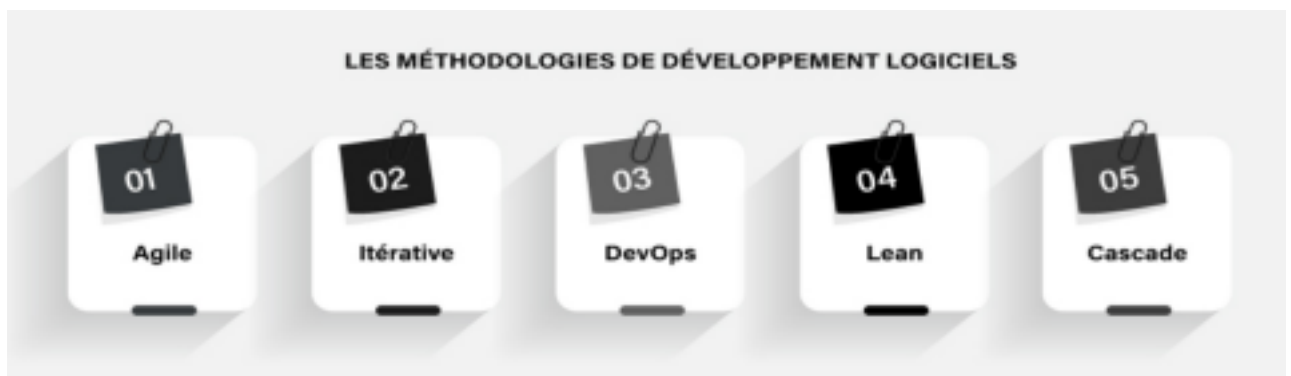 LES MÉTHODOLOGIES DE DÉVELOPPEMENT LOGICIELS
01
02
03
04
05
Agile
Itérative
DevOps
Lean
Cascade